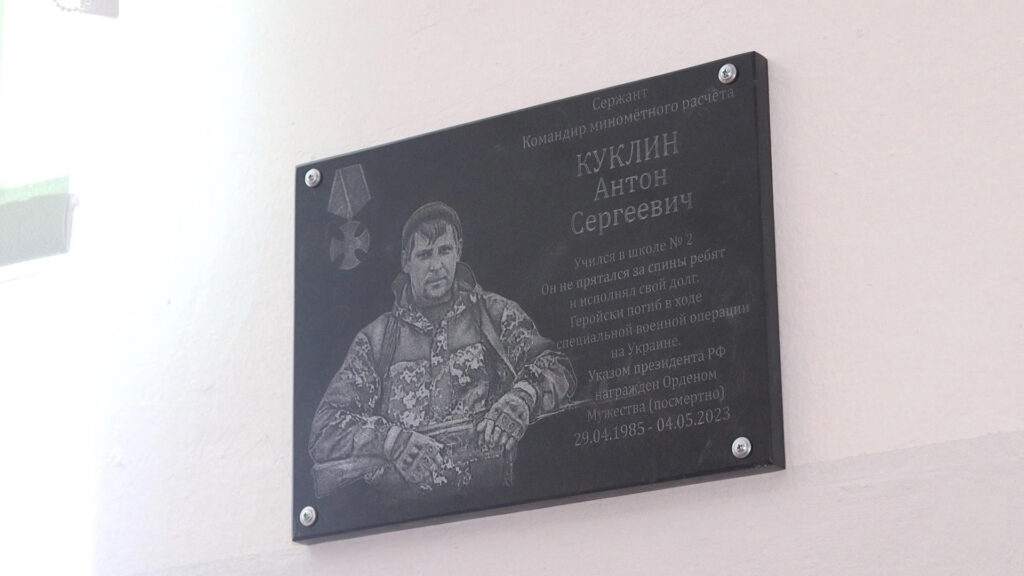 Сержант
Командир миномётного расчёта
КУКЛИН
Антон
Сергеевич
Учился в школе № 2
Он не прятался за спины ребят
и исполнял свой долг.
Геройски погиб в ходе
специальной военной операции
на Украине.
Указом президента РФ
награжден Орденом
Мужества (посмертно)
29.04.1985 - 04.05.2023